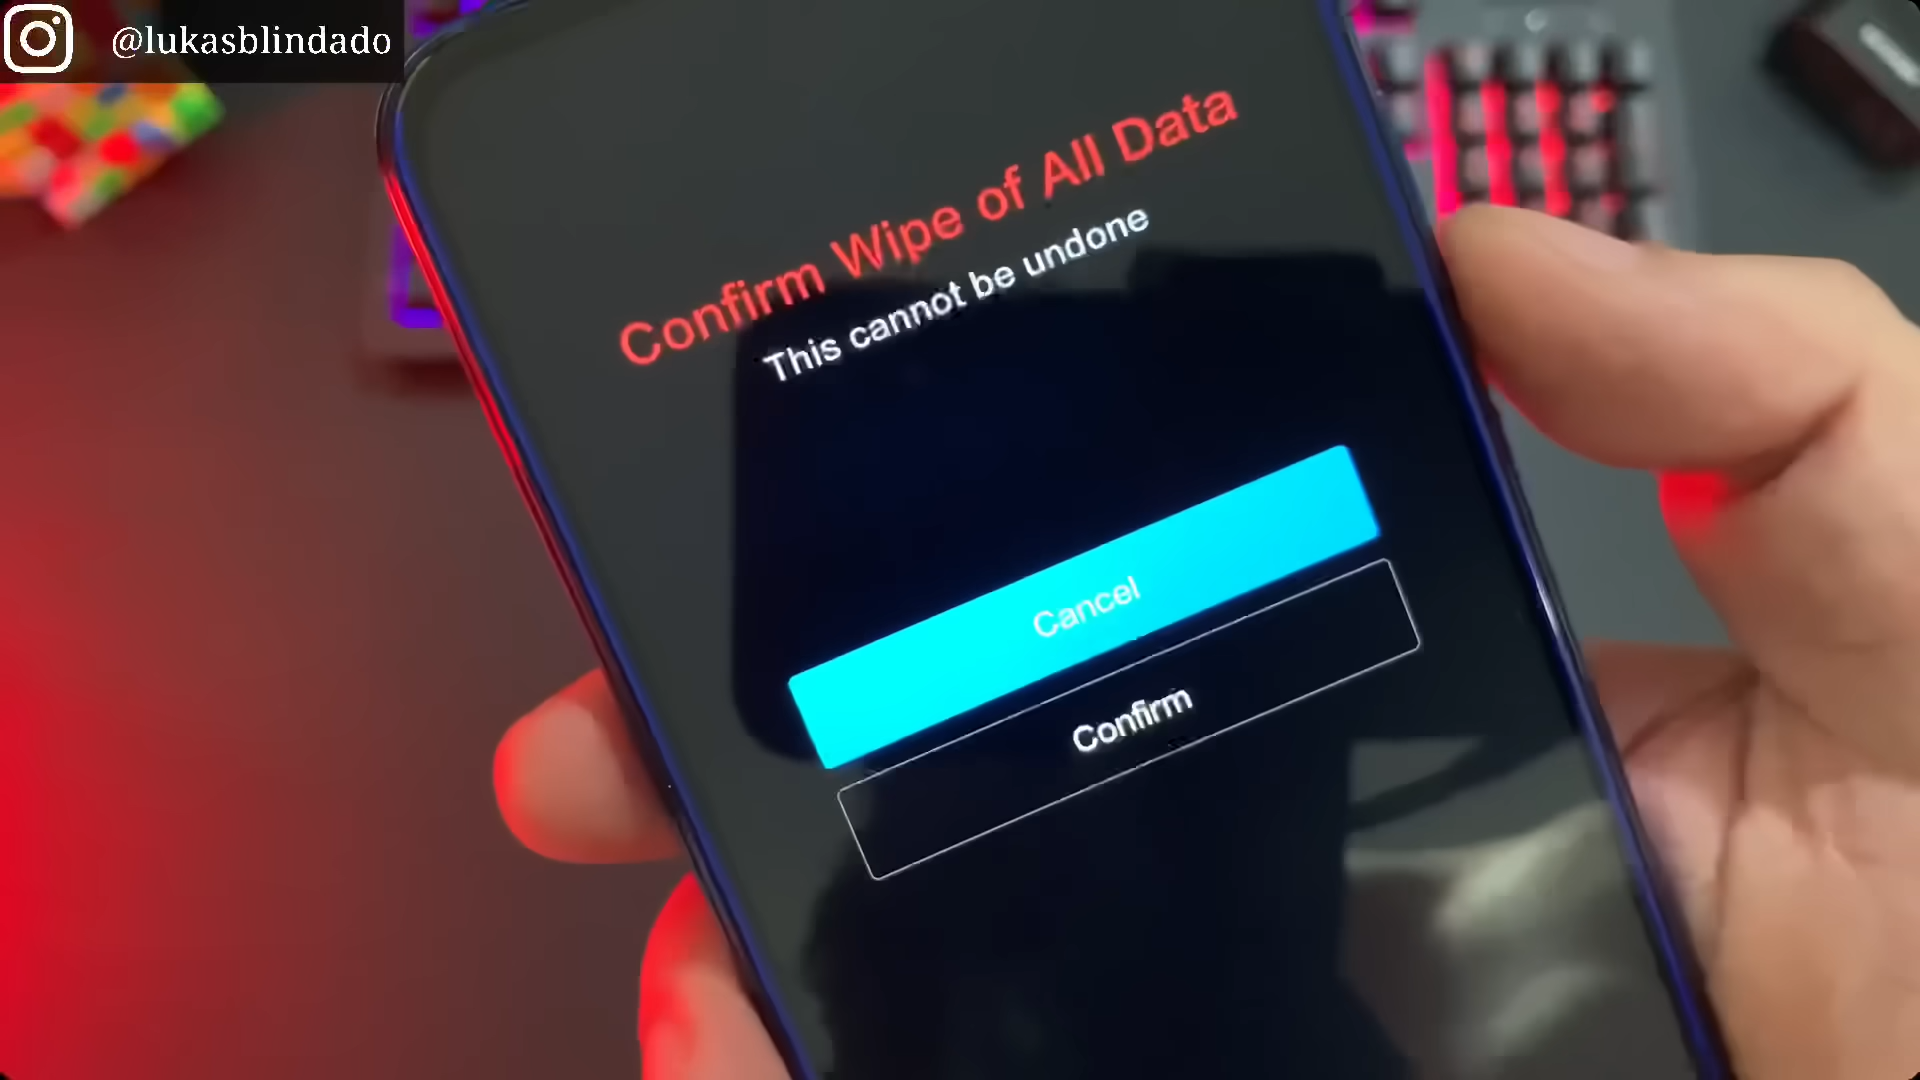 @lukasblindado
Confirm Wipe of All Data
This cannot be undone
Cancel
Confirm